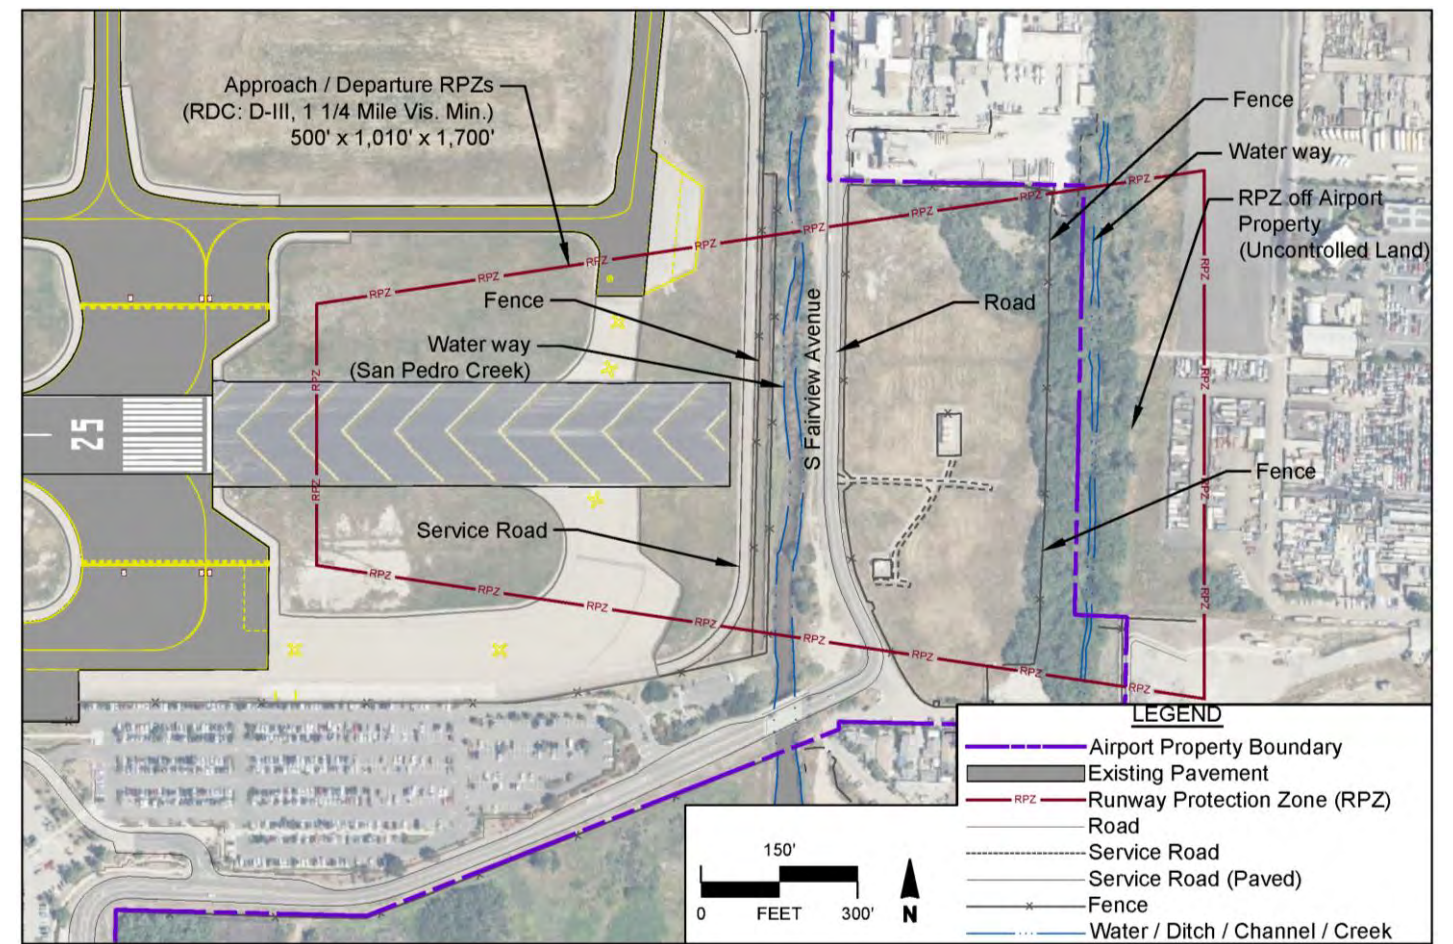 Approach / Departure RPZs
(RDC: D-III, 1 1/4 Mile Vis. Min.)
500' x 1,010' x 1,700'
Fence
Water way
RPZ off Airport
Property
(Uncontrolled Land)
RPZ
RPZ
RPZ
RPZ
RPZ
RPZ
RPZ
RPZ
RPZ
Fence
Road
Water way
(San Pedro Creek)
S Fairview Avenue
RPZ
RPZ
25
RPZ
RPZ
Fence
Service Road
RPZ
RPZ
RPZ
RPZ
RPZ
RPZ
RPZ
RPZ
RPZ
LEGEND
Airport Property Boundary
Existing Pavement
RPZ
Runway Protection Zone (RPZ)
Road
Service Road
Service Road (Paved)
Fence
Water / Ditch / Channel / Creek
150'
0
FEET
300'
N